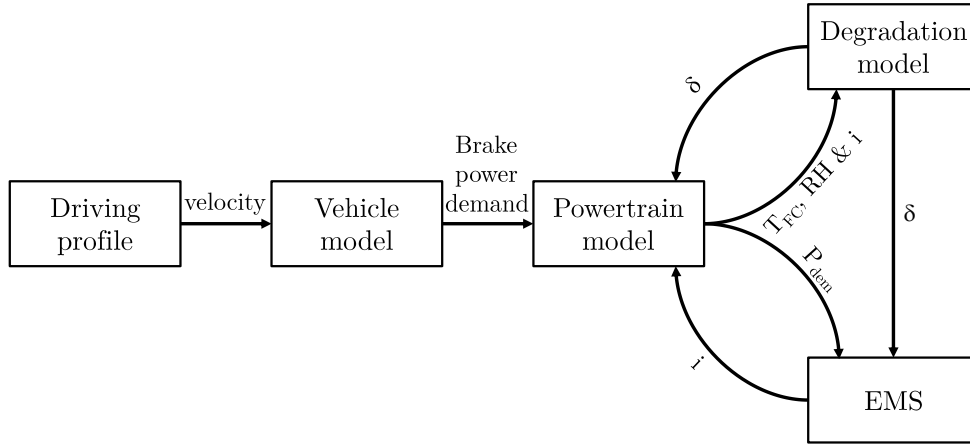 Driving
profile
velocity
Vehicle
model
Brake
power
demand
Powertrain
model
δ
Degradation
model
T_FC, RH & i
δ
P_dem
i
EMS